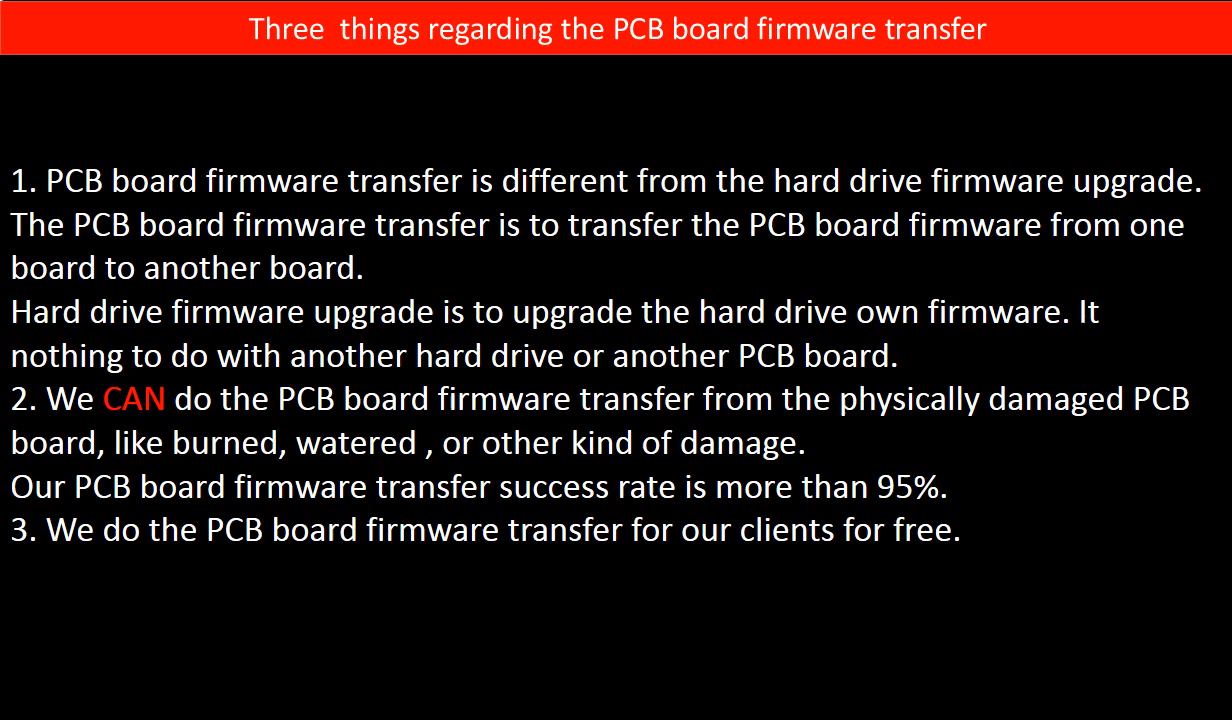 Three  things regarding the PCB board firmware transfer
1. PCB board firmware transfer is different from the hard drive firmware upgrade.
The PCB board firmware transfer is to transfer the PCB board firmware from one
board to another board.
Hard drive firmware upgrade is to upgrade the hard drive own firmware. It
nothing to do with another hard drive or another PCB board.
2. We CAN do the PCB board firmware transfer from the physically damaged PCB
board, like burned, watered , or other kind of damage.
Our PCB board firmware transfer success rate is more than 95%.
3. We do the PCB board firmware transfer for our clients for free.